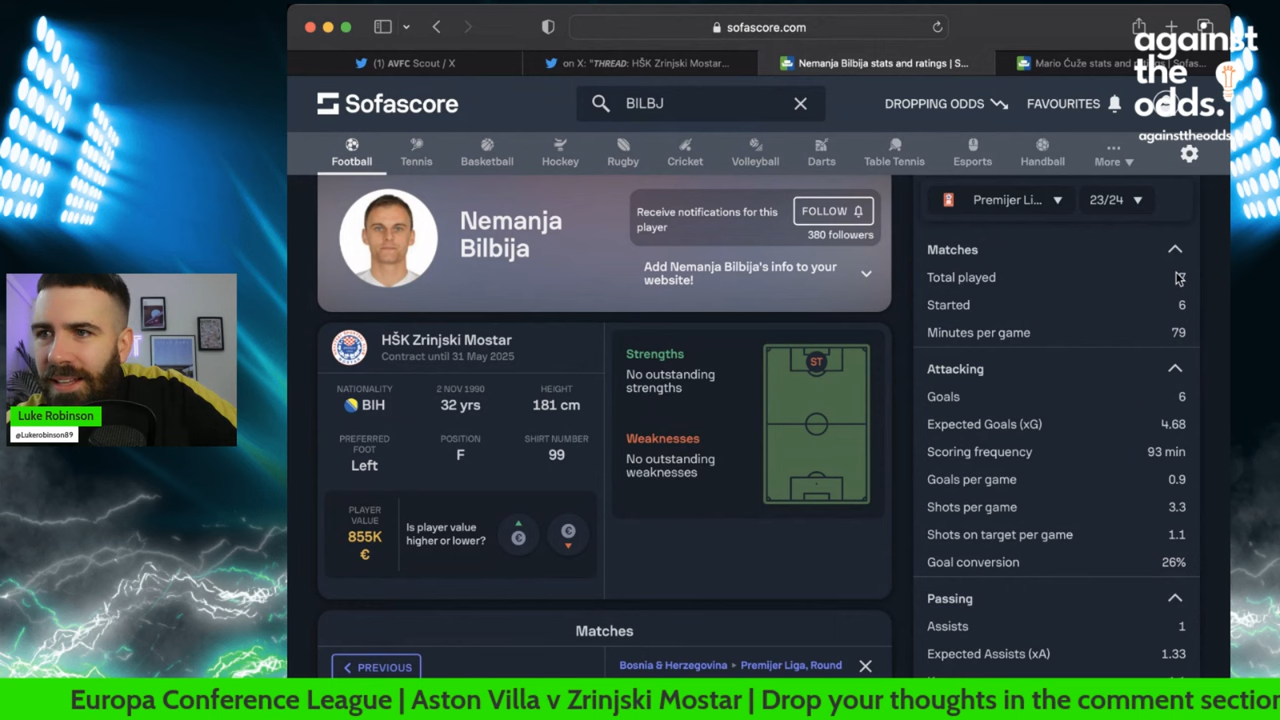 sofascore.com
(1) AVFC Scout / X
on X: "THREAD: HŠK Zrinjski Mostar...
Nemanja Bilbija stats and ratings | S...
Mario Ćuže stats and ratings | Sofas...
against
the
odds.
againsttheodds
Sofascore
BILBJ
DROPPING ODDS
FAVOURITES
Football
Tennis
Basketball
Hockey
Rugby
Cricket
Volleyball
Darts
Table Tennis
Esports
Handball
More
Nemanja
Bilbija
Receive notifications for this
player
FOLLOW
380 followers
Add Nemanja Bilbija's info to your
website!
HŠK Zrinjski Mostar
Contract until 31 May 2025
NATIONALITY
BIH
2 NOV 1990
32 yrs
HEIGHT
181 cm
PREFERRED
FOOT
Left
POSITION
F
SHIRT NUMBER
99
PLAYER
VALUE
855K
€
Is player value
higher or lower?
€
€
Strengths
No outstanding
strengths
Weaknesses
No outstanding
weaknesses
ST
Matches
PREVIOUS
Bosnia & Herzegovina
Premijer Liga, Round
Premijer Li...
23/24
Matches
Total played
Started 6
Minutes per game 79
Attacking
Goals 6
Expected Goals (xG) 4.68
Scoring frequency 93 min
Goals per game 0.9
Shots per game 3.3
Shots on target per game 1.1
Goal conversion 26%
Passing
Assists 1
Expected Assists (xA) 1.33
Luke Robinson
@Lukerobinson89
Europa Conference League | Aston Villa v Zrinjski Mostar | Drop your thoughts in the comment section